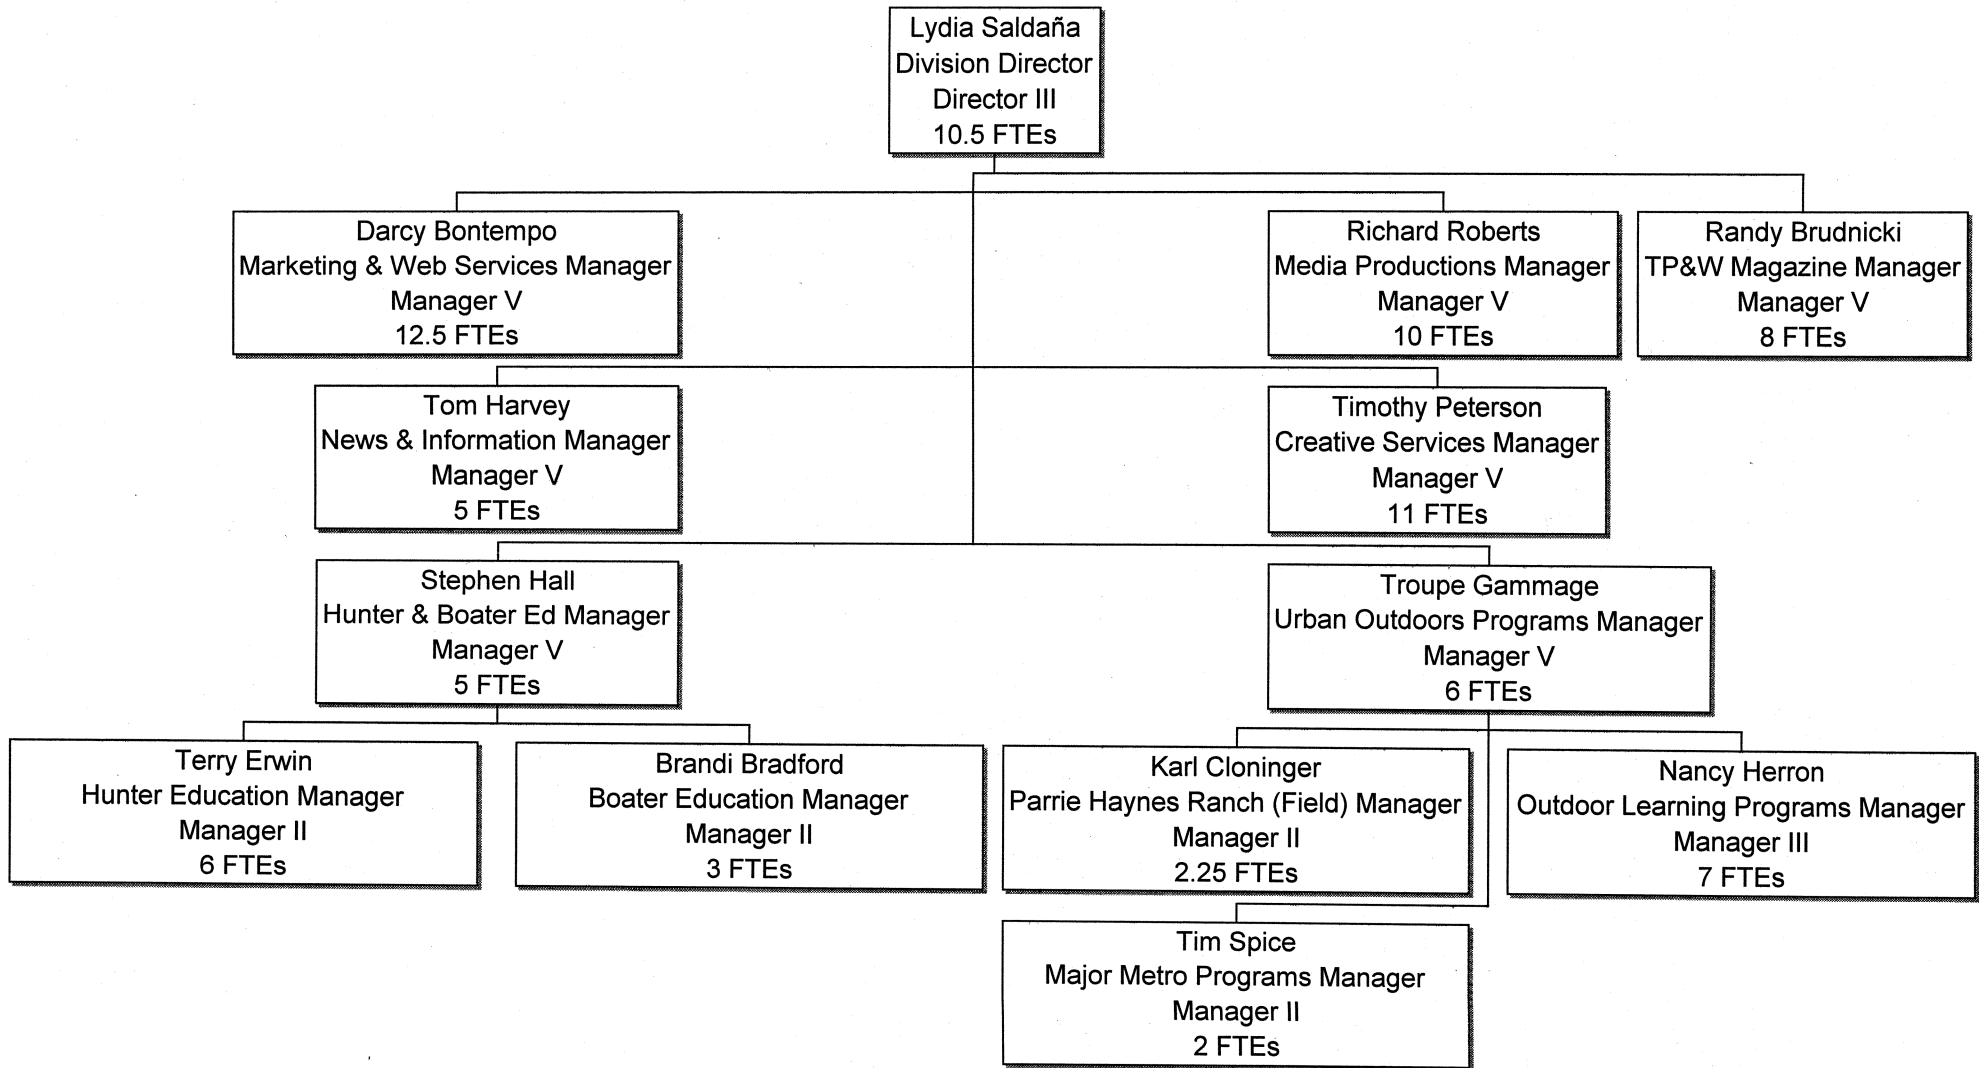 Lydia Saldaña
Division Director
Director III
10.5 FTEs
Darcy Bontempo
Marketing & Web Services Manager
Manager V
12.5 FTEs
Richard Roberts
Media Productions Manager
Manager V
10 FTEs
Randy Brudnicki
TP&W Magazine Manager
Manager V
8 FTEs
Tom Harvey
News & Information Manager
Manager V
5 FTEs
Timothy Peterson
Creative Services Manager
Manager V
11 FTEs
Stephen Hall
Hunter & Boater Ed Manager
Manager V
5 FTEs
Troupe Gammage
Urban Outdoors Programs Manager
Manager V
6 FTEs
Terry Erwin
Hunter Education Manager
Manager II
6 FTEs
Brandi Bradford
Boater Education Manager
Manager II
3 FTEs
Karl Cloninger
Parrie Haynes Ranch (Field) Manager
Manager II
2.25 FTEs
Nancy Herron
Outdoor Learning Programs Manager
Manager III
7 FTEs
Tim Spice
Major Metro Programs Manager
Manager II
2 FTEs